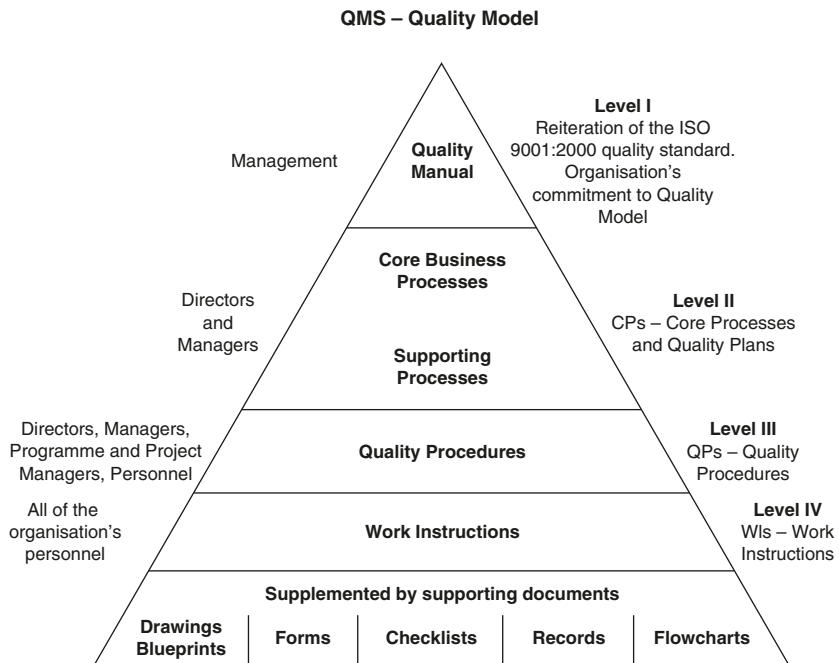 QMS – Quality Model
Management
Quality
Manual
Level I
Reiteration of the ISO
9001:2000 quality standard.
Organisation's
commitment to Quality
Model
Directors
and
Managers
Core Business
Processes
Supporting
Processes
Level II
CPs – Core Processes
and Quality Plans
Directors, Managers,
Programme and Project
Managers, Personnel
Quality Procedures
Level III
QPs – Quality
Procedures
All of the
organisation's
personnel
Work Instructions
Level IV
WIs – Work
Instructions
Supplemented by supporting documents
Drawings
Blueprints
Forms
Checklists
Records
Flowcharts